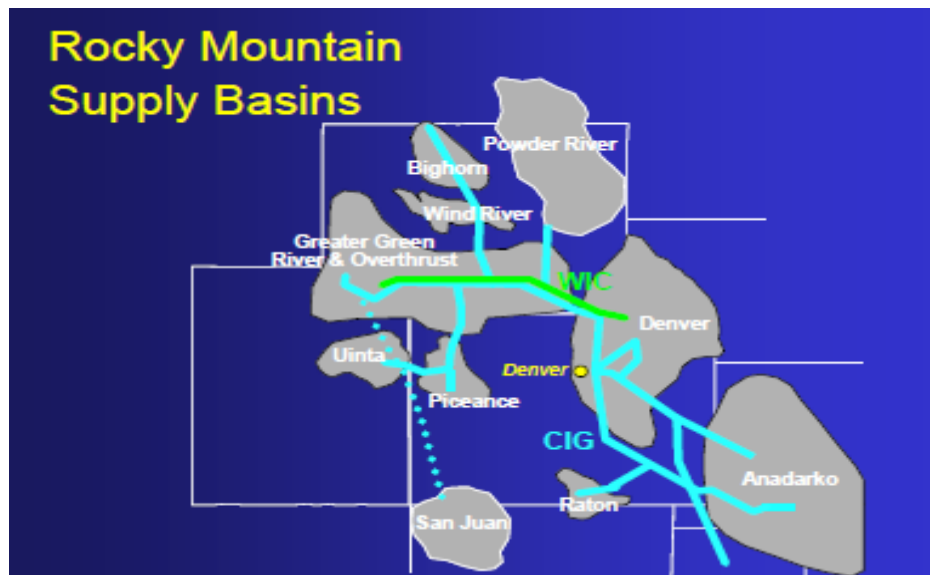 Rocky Mountain
Supply Basins
Powder River
Bighorn
Wind River
Greater Green
River & Overthrust
WIC
Denver
Uinta
Denver
Piceance
CIG
Anadarko
Raton
San Juan